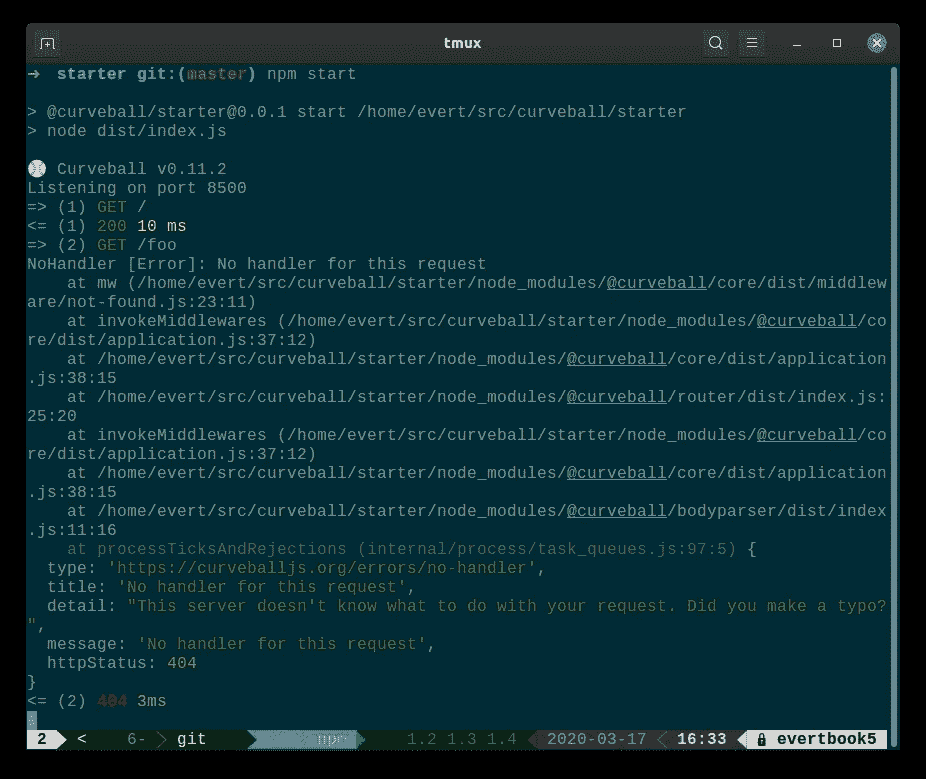 tmux
→ starter git:(master) npm start
> @curveball/starter@0.0.1 start /home/evert/src/curveball/starter
> node dist/index.js
⚾ Curveball v0.11.2
Listening on port 8500
=> (1) GET /
<= (1) 200 10 ms
=> (2) GET /foo
NoHandler [Error]: No handler for this request
    at mw (/home/evert/src/curveball/starter/node_modules/@curveball/core/dist/middlew
are/not-found.js:23:11)
    at invokeMiddlewares (/home/evert/src/curveball/starter/node_modules/@curveball/co
re/dist/application.js:37:12)
    at /home/evert/src/curveball/starter/node_modules/@curveball/core/dist/application
.js:38:15
    at /home/evert/src/curveball/starter/node_modules/@curveball/router/dist/index.js:
25:20
    at invokeMiddlewares (/home/evert/src/curveball/starter/node_modules/@curveball/co
re/dist/application.js:37:12)
    at /home/evert/src/curveball/starter/node_modules/@curveball/core/dist/application
.js:38:15
    at /home/evert/src/curveball/starter/node_modules/@curveball/bodyparser/dist/index
.js:11:16
    at processTicksAndRejections (internal/process/task_queues.js:97:5) {
  type: 'https://curveballjs.org/errors/no-handler',
  title: 'No handler for this request',
  detail: "This server doesn't know what to do with your request. Did you make a typo?
",
  message: 'No handler for this request',
  httpStatus: 404
}
<= (2) 404 3ms
2 < 6- git npm 1.2 1.3 1.4 2020-03-17 16:33 evertbook5